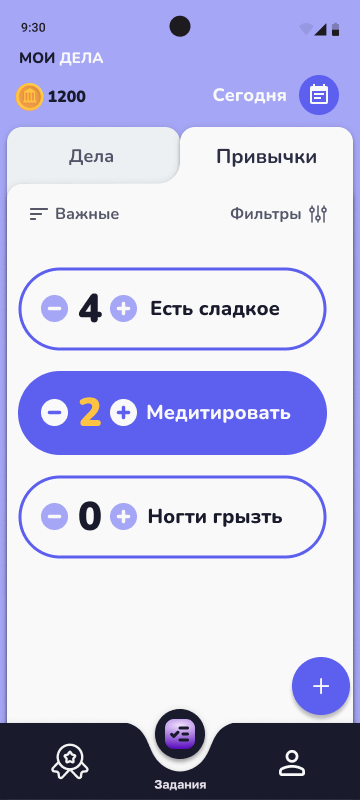 9:30
МОИ ДЕЛА
1200
Сегодня
Дела
Привычки
Важные
Фильтры
4 Есть сладкое
2 Медитировать
0 Ногти грызть
Задания